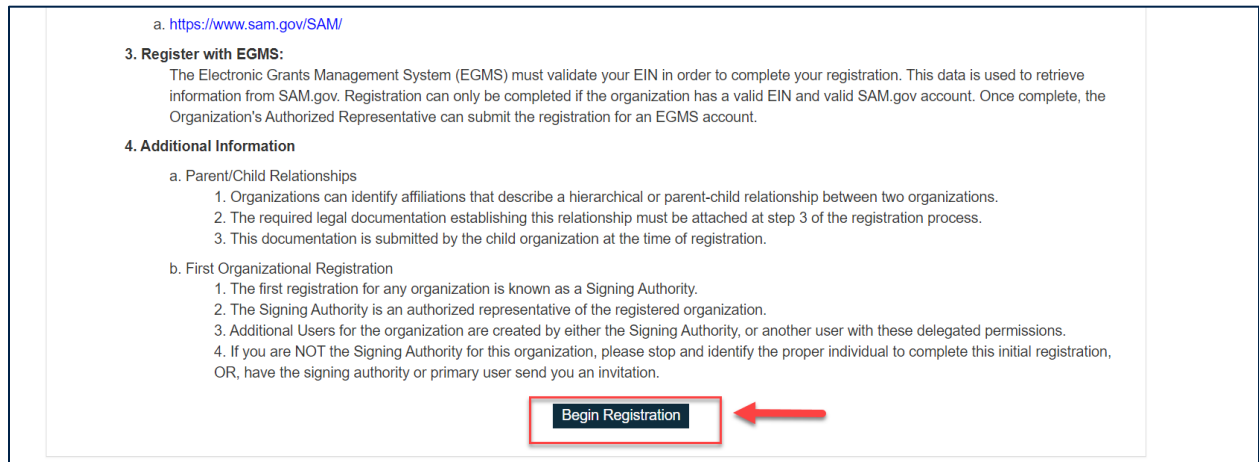 a. https://www.sam.gov/SAM/
3. Register with EGMS:
The Electronic Grants Management System (EGMS) must validate your EIN in order to complete your registration. This data is used to retrieve
information from SAM.gov. Registration can only be completed if the organization has a valid EIN and valid SAM.gov account. Once complete, the
Organization's Authorized Representative can submit the registration for an EGMS account.
4. Additional Information
a. Parent/Child Relationships
1. Organizations can identify affiliations that describe a hierarchical or parent-child relationship between two organizations.
2. The required legal documentation establishing this relationship must be attached at step 3 of the registration process.
3. This documentation is submitted by the child organization at the time of registration.
b. First Organizational Registration
1. The first registration for any organization is known as a Signing Authority.
2. The Signing Authority is an authorized representative of the registered organization.
3. Additional Users for the organization are created by either the Signing Authority, or another user with these delegated permissions.
4. If you are NOT the Signing Authority for this organization, please stop and identify the proper individual to complete this initial registration,
OR, have the signing authority or primary user send you an invitation.
Begin Registration